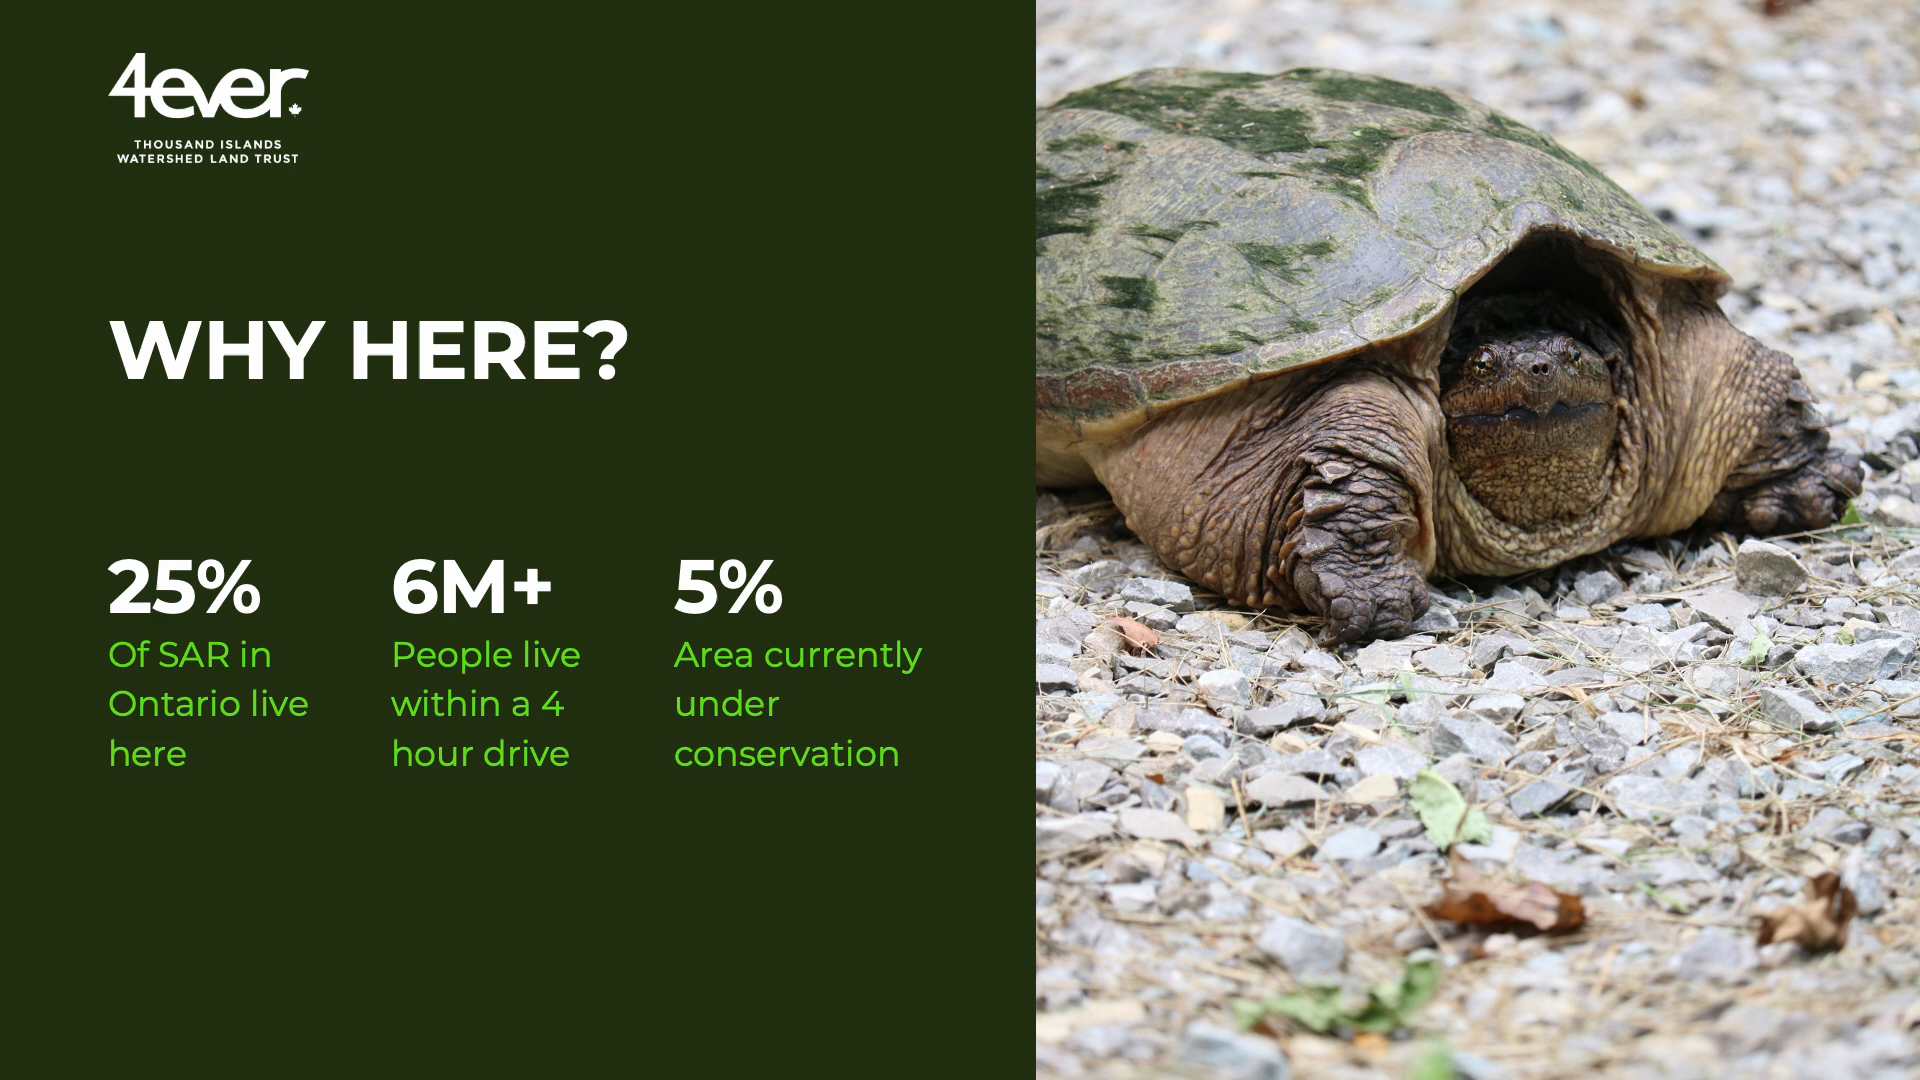 4ever.
THOUSAND ISLANDS
WATERSHED LAND TRUST
WHY HERE?
25%
Of SAR in
Ontario live
here
6M+
People live
within a 4
hour drive
5%
Area currently
under
conservation